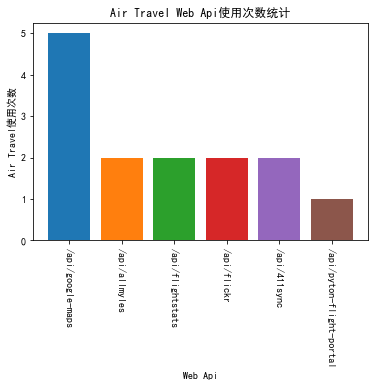 Air Travel Web Api使用次数统计
Air Travel使用次数
5
4
3
2
1
0
/api/google-maps
/api/allmyles
/api/flightstats
/api/flickr
/api/411sync
/api/pyton-flight-portal
Web Api